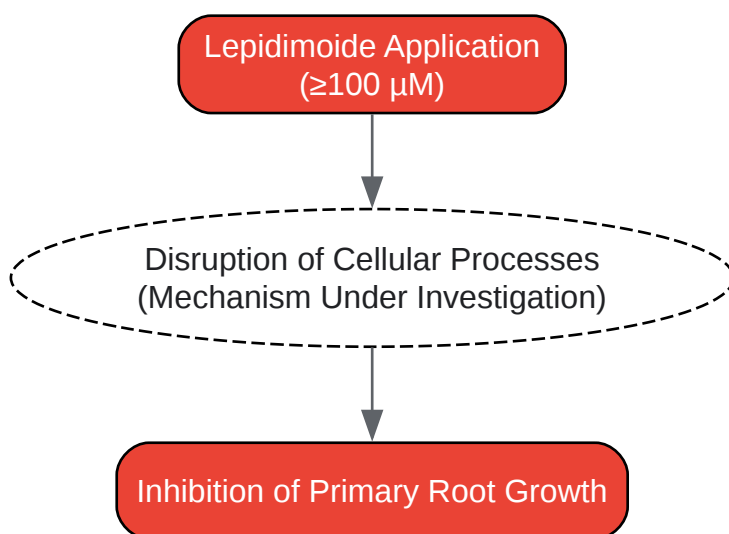 Lepidimoide Application
(≥100 µM)
Disruption of Cellular Processes
(Mechanism Under Investigation)
Inhibition of Primary Root Growth